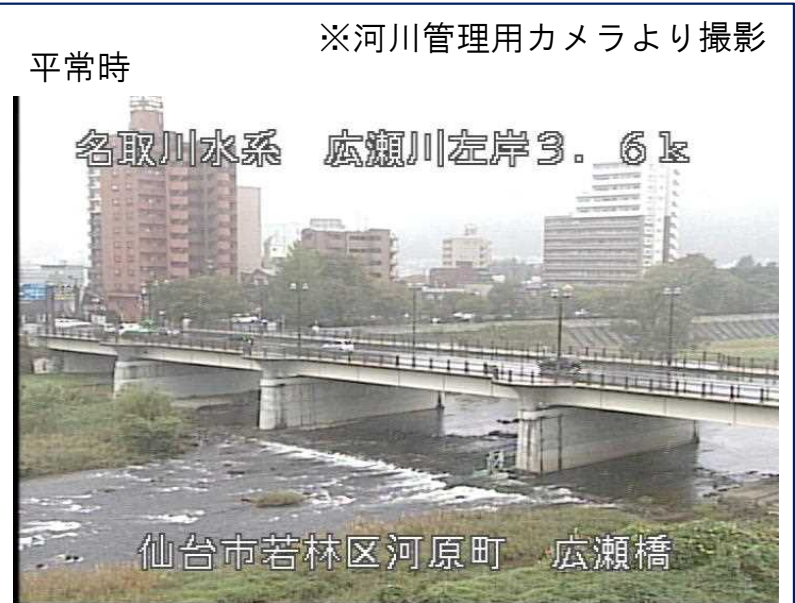 ※河川管理用カメラより撮影
平常時
名取川水系　広瀬川左岸３．６ｋ
仙台市若林区河原町　広瀬橋